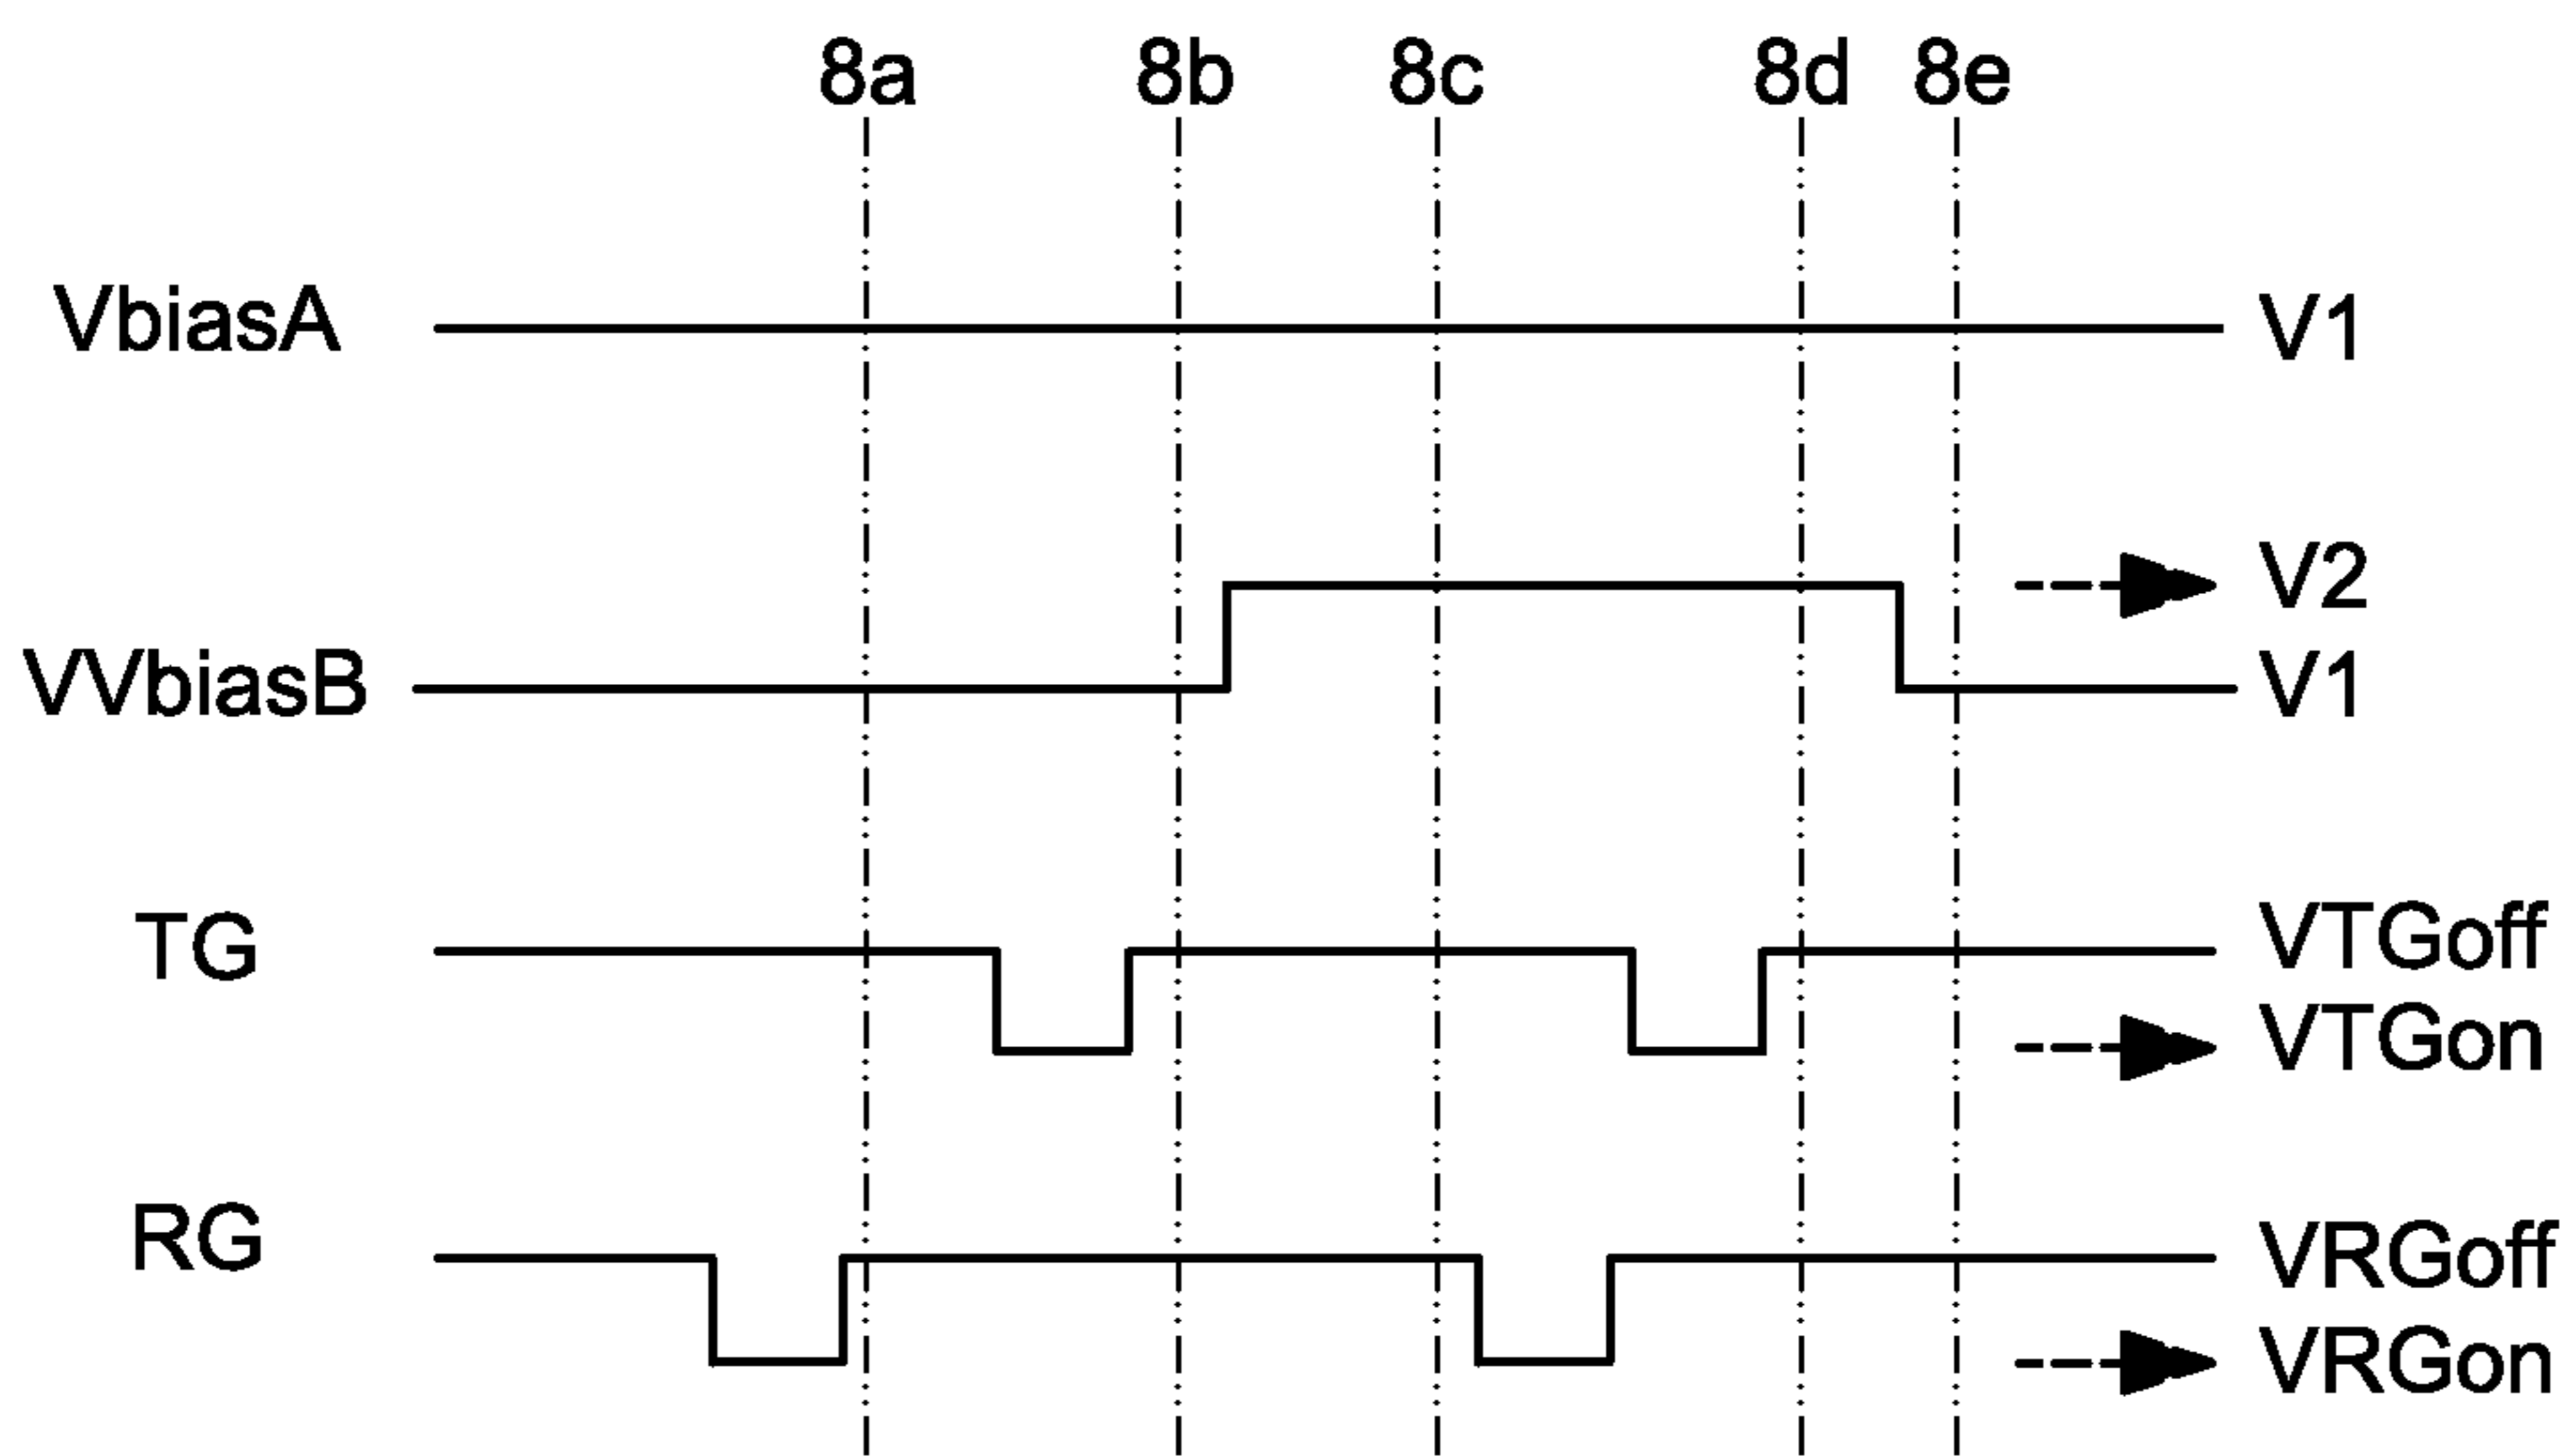 8a 8b 8c 8d 8e
VbiasA V1
V2
VVbiasB V1
TG VTGoff
VTGon
RG VRGoff
VRGon